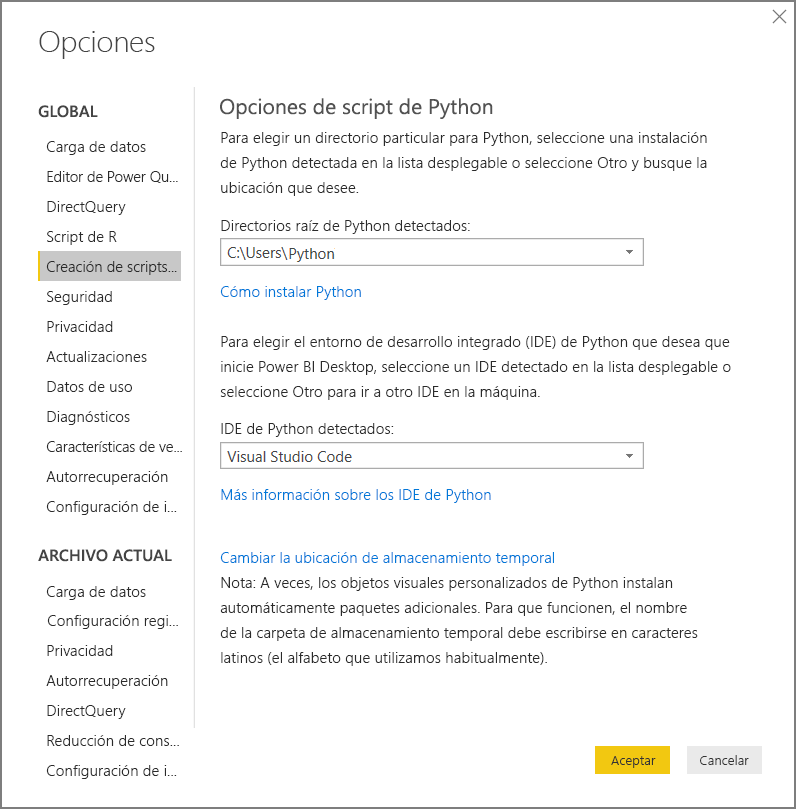 Opciones
GLOBAL
Carga de datos
Editor de Power Qu...
DirectQuery
Script de R
Creación de scripts...
Seguridad
Privacidad
Actualizaciones
Datos de uso
Diagnósticos
Características de ve...
Autorrecuperación
Configuración de i...
ARCHIVO ACTUAL
Carga de datos
Configuración regi...
Privacidad
Autorrecuperación
DirectQuery
Reducción de cons...
Configuración de i...
Opciones de script de Python
Para elegir un directorio particular para Python, seleccione una instalación
de Python detectada en la lista desplegable o seleccione Otro y busque la
ubicación que desee.
Directorios raíz de Python detectados:
C:\Users\Python
Cómo instalar Python
Para elegir el entorno de desarrollo integrado (IDE) de Python que desea que
inicie Power BI Desktop, seleccione un IDE detectado en la lista desplegable o
seleccione Otro para ir a otro IDE en la máquina.
IDE de Python detectados:
Visual Studio Code
Más información sobre los IDE de Python
Cambiar la ubicación de almacenamiento temporal
Nota: A veces, los objetos visuales personalizados de Python instalan
automáticamente paquetes adicionales. Para que funcionen, el nombre
de la carpeta de almacenamiento temporal debe escribirse en caracteres
latinos (el alfabeto que utilizamos habitualmente).
Aceptar
Cancelar